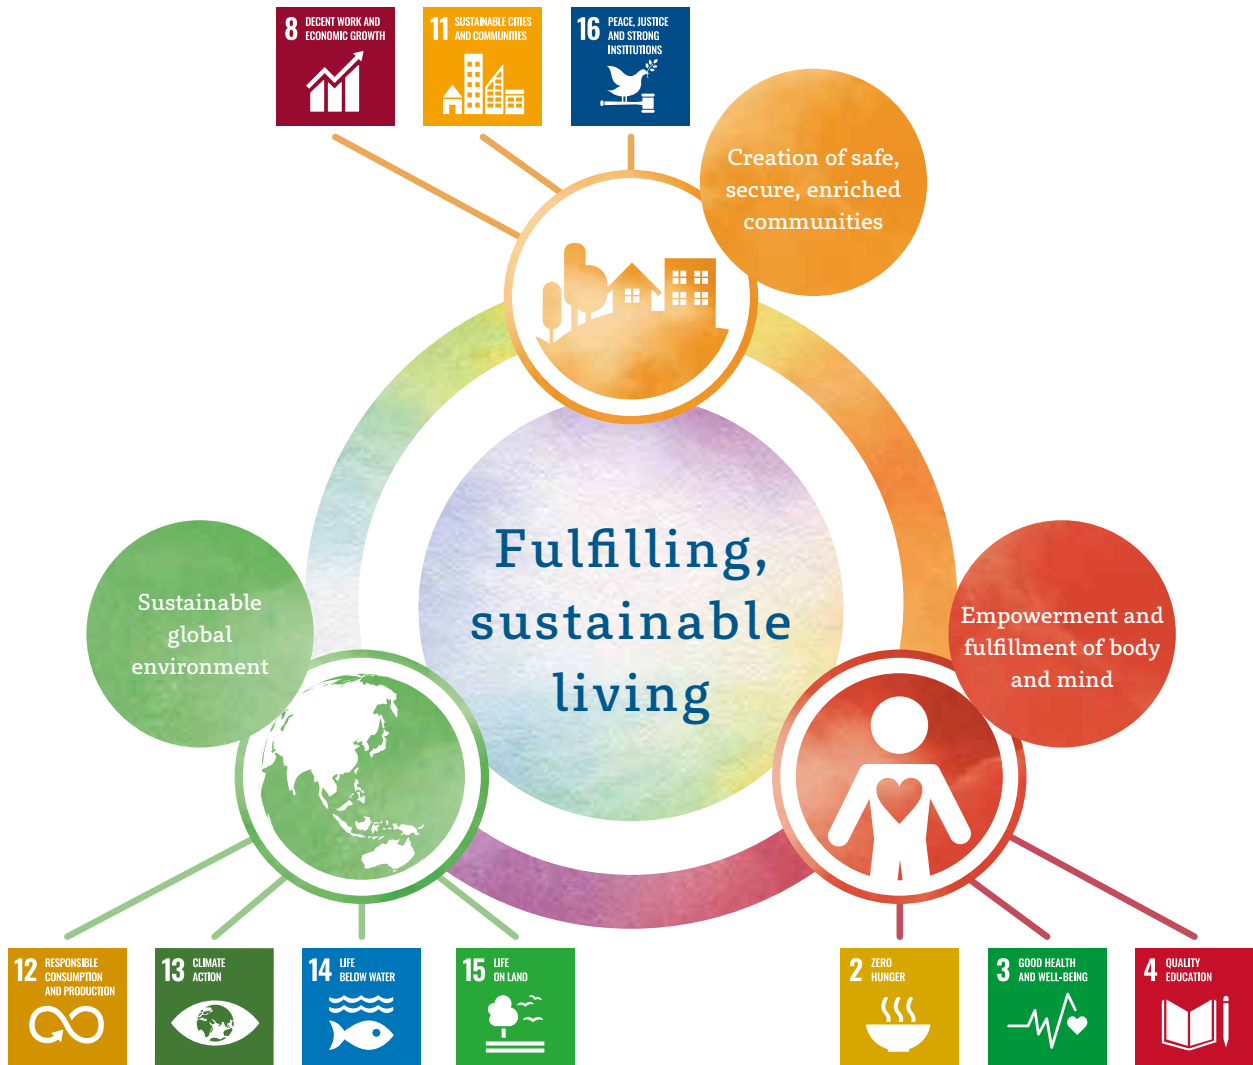 8 DECENT WORK AND
ECONOMIC GROWTH
11 SUSTAINABLE CITIES
AND COMMUNITIES
16 PEACE, JUSTICE
AND STRONG
INSTITUTIONS
Creation of safe,
secure, enriched
communities
Fulfilling,
sustainable
living
Sustainable
global
environment
Empowerment and
fulfillment of body
and mind
12 RESPONSIBLE
CONSUMPTION
AND PRODUCTION
13 CLIMATE
ACTION
14 LIFE
BELOW WATER
15 LIFE
ON LAND
2 ZERO
HUNGER
3 GOOD HEALTH
AND WELL-BEING
4 QUALITY
EDUCATION